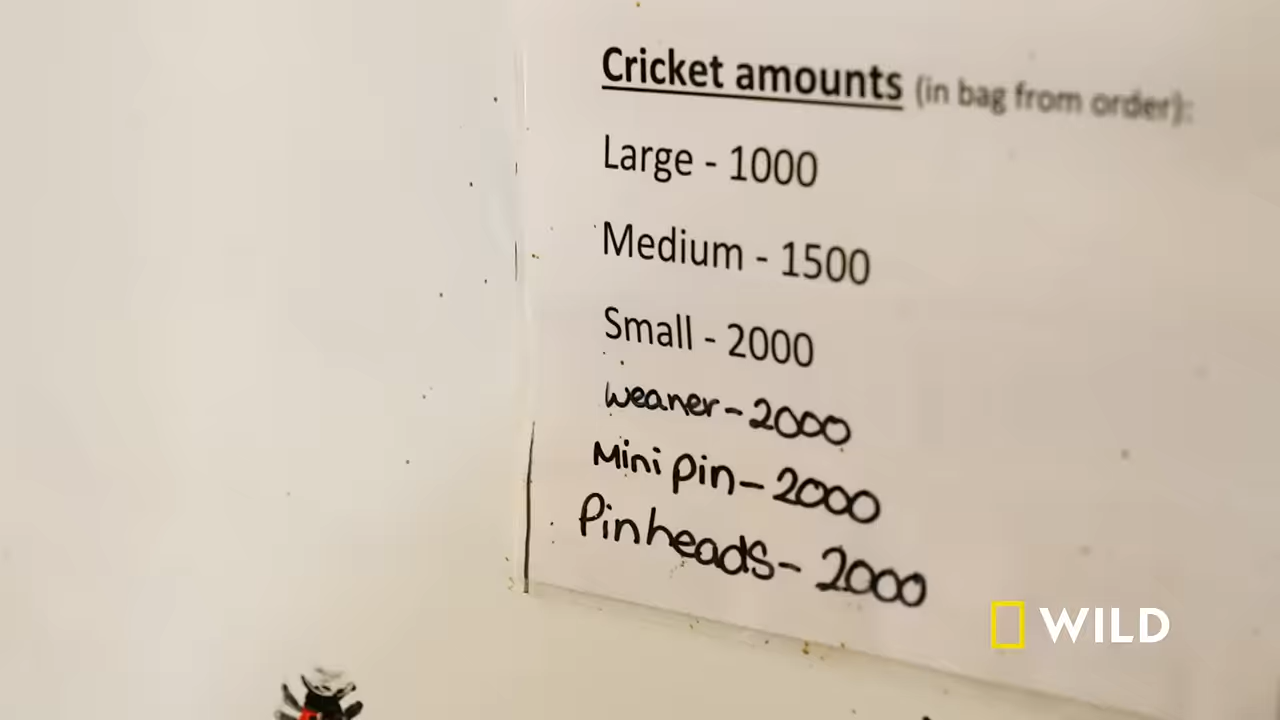 Cricket amounts (in bag from order):
Large - 1000
Medium - 1500
Small - 2000
Weaner - 2000
Mini pin - 2000
Pinheads - 2000
WILD